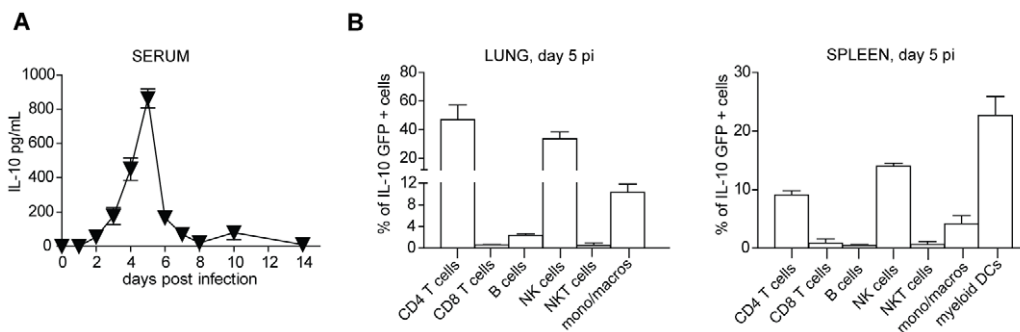 A
SERUM
IL-10 pg/mL
1000
800
600
400
200
0
0 2 4 6 8 10 12 14
days post infection
B
LUNG, day 5 pi
% of IL-10 GFP + cells
80
60
40
20
12
8
4
0
CD4 T cells
CD8 T cells
B cells
NK cells
NKT cells
mono/macros
SPLEEN, day 5 pi
% of IL-10 GFP + cells
30
20
10
0
CD4 T cells
CD8 T cells
B cells
NK cells
NKT cells
mono/macros
myeloid DCs